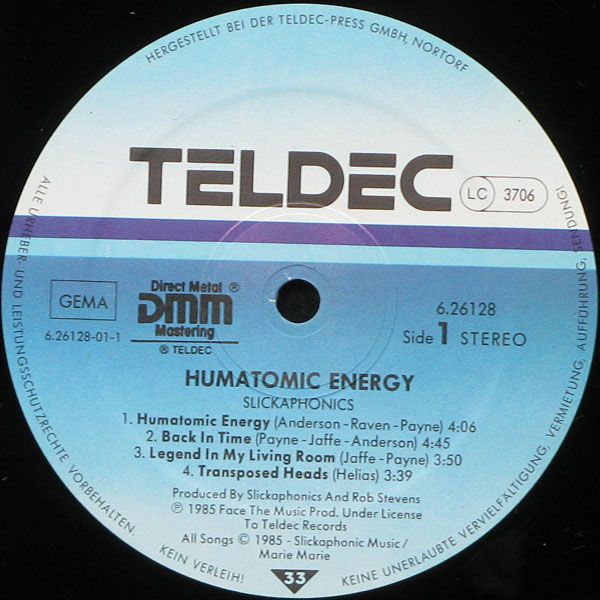 HERGESTELLT BEI DER TELDEC-PRESS GMBH, NORTORF
TELDEC
LC 3706
GEMA
6.26128-01-1
Direct Metal ®
DMM
Mastering
® TELDEC
6.26128
Side 1 STEREO
HUMATOMIC ENERGY
SLICKAPHONICS
1. Humatomic Energy (Anderson-Raven-Payne) 4:06
2. Back In Time (Payne-Jaffe-Anderson) 4:45
3. Legend In My Living Room (Jaffe-Payne) 3:50
4. Transposed Heads (Helias) 3:39
Produced By Slickaphonics And Rob Stevens
℗ 1985 Face The Music Prod. Under License
To Teldec Records
All Songs © 1985 - Slickaphonic Music/
Marie Marie
33
ALLE URHEBER- UND LEISTUNGSSCHUTZRECHTE VORBEHALTEN.
KEIN VERLEIH!
KEINE UNERLAUBTE VERVIELFÄLTIGUNG, VERMIETUNG, AUFFÜHRUNG, SENDUNG!